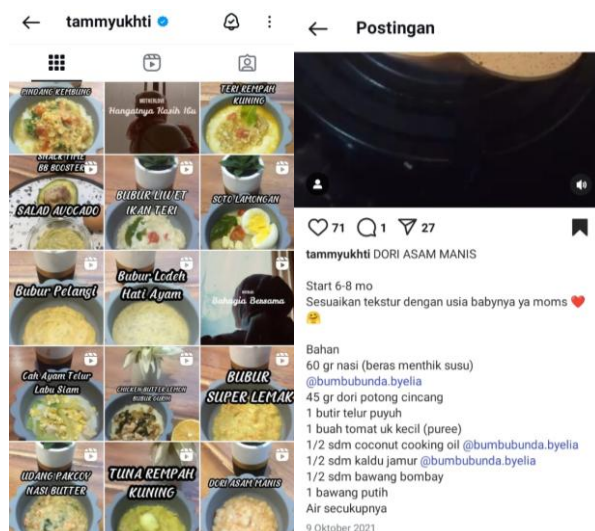 tammyukhti
PINDANG KEMBUNG
MOTHERLOVE
Hangatnya Kasih Ibu
TERI REMPAH
KUNING
SNACK TIME
BB BOOSTER
SALAD AVOCADO
BUBUR LIWET
IKAN TERI
SOTO LAMONGAN
Bubur Pelangi
Bubur Lodeh
Hati Ayam
Bahagia Bersama
Cah Ayam Telur
Labu Siam
CHICKEN BUTTER LEMON
BUBUR GURIH
BUBUR
SUPER LEMAK
UDANG PAKCOY
NASI BUTTER
TUNA REMPAH
KUNING
DORI ASAM MANIS
Postingan
71 1 27
tammyukhti DORI ASAM MANIS
Start 6-8 mo
Sesuaikan tekstur dengan usia babynya ya moms ❤️
🤗
Bahan
60 gr nasi (beras menthik susu)
@bumbubunda.byelia
45 gr dori potong cincang
1 butir telur puyuh
1 buah tomat uk kecil (puree)
1/2 sdm coconut cooking oil @bumbubunda.byelia
1/2 sdm kaldu jamur @bumbubunda.byelia
1/2 sdm bawang bombay
1 bawang putih
Air secukupnya
9 Oktober 2021